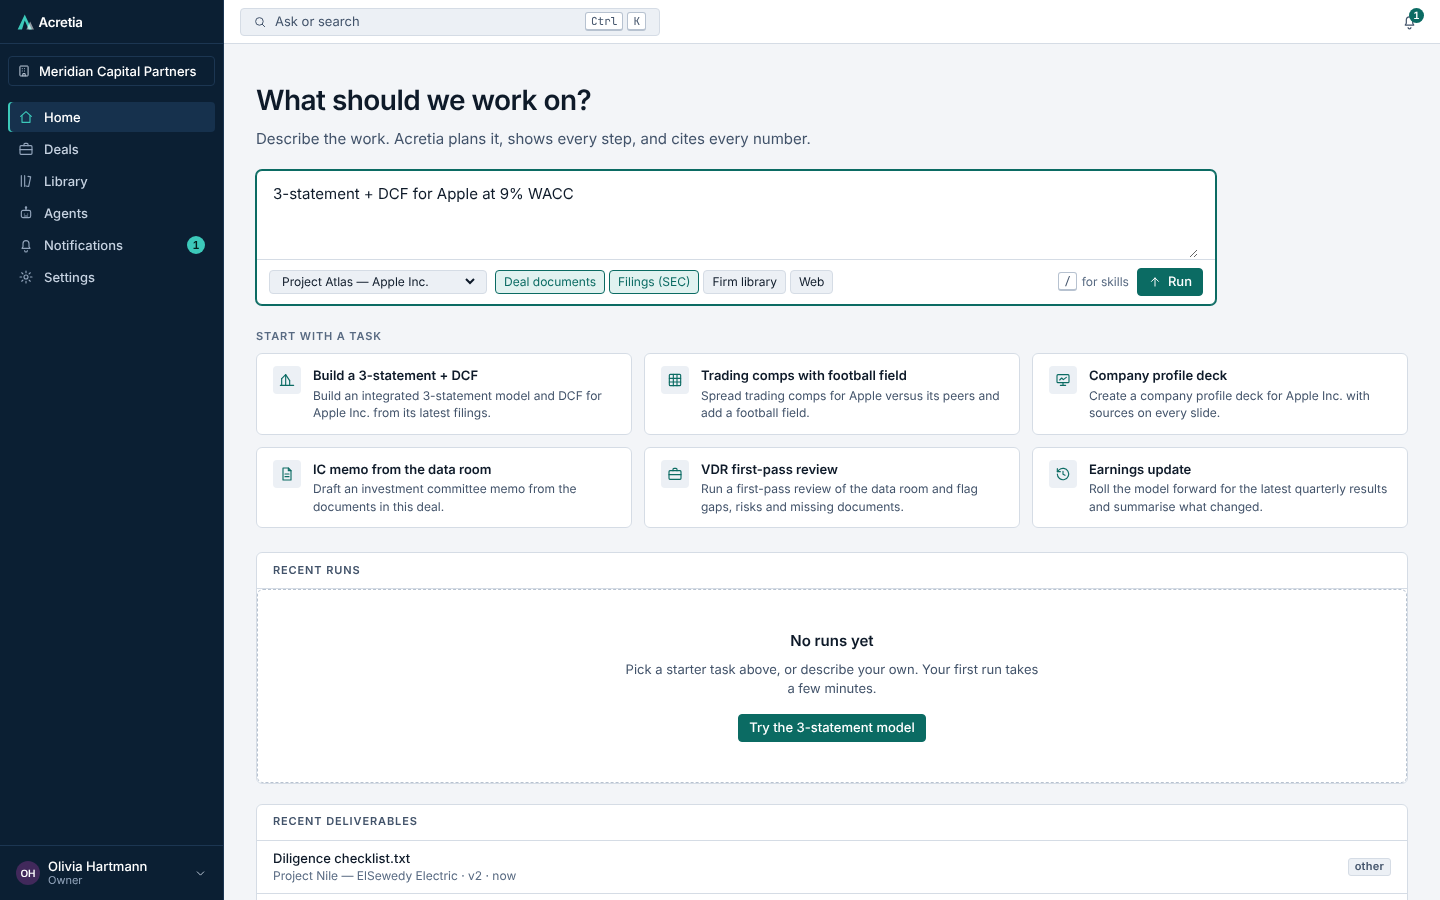 Acretia
Ask or search
Ctrl K
1
Meridian Capital Partners
Home
Deals
Library
Agents
Notifications 1
Settings
What should we work on?
Describe the work. Acretia plans it, shows every step, and cites every number.
3-statement + DCF for Apple at 9% WACC
Project Atlas — Apple Inc. Deal documents Filings (SEC) Firm library Web / for skills Run
START WITH A TASK
Build a 3-statement + DCF
Build an integrated 3-statement model and DCF for
Apple Inc. from its latest filings.
Trading comps with football field
Spread trading comps for Apple versus its peers and
add a football field.
Company profile deck
Create a company profile deck for Apple Inc. with
sources on every slide.
IC memo from the data room
Draft an investment committee memo from the
documents in this deal.
VDR first-pass review
Run a first-pass review of the data room and flag
gaps, risks and missing documents.
Earnings update
Roll the model forward for the latest quarterly results
and summarise what changed.
RECENT RUNS
No runs yet
Pick a starter task above, or describe your own. Your first run takes
a few minutes.
Try the 3-statement model
RECENT DELIVERABLES
Diligence checklist.txt
Project Nile — ElSewedy Electric · v2 · now
other
OH
Olivia Hartmann
Owner